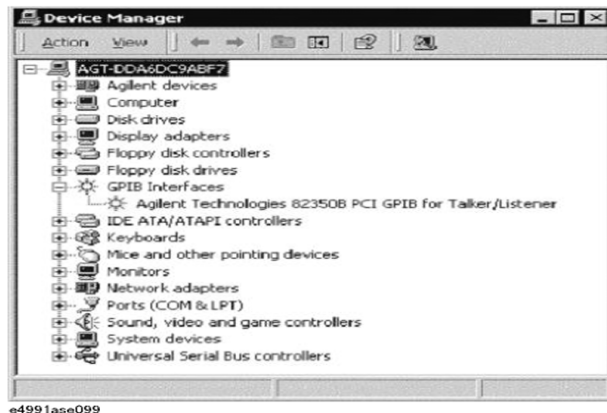 Device Manager
Action View
AGT-DDA6DC9ABF7
Agilent devices
Computer
Disk drives
Display adapters
Floppy disk controllers
Floppy disk drives
GPIB Interfaces
Agilent Technologies 82350B PCI GPIB for Talker/Listener
IDE ATA/ATAPI controllers
Keyboards
Mice and other pointing devices
Monitors
Network adapters
Ports (COM & LPT)
Sound, video and game controllers
System devices
Universal Serial Bus controllers
e4991ase099